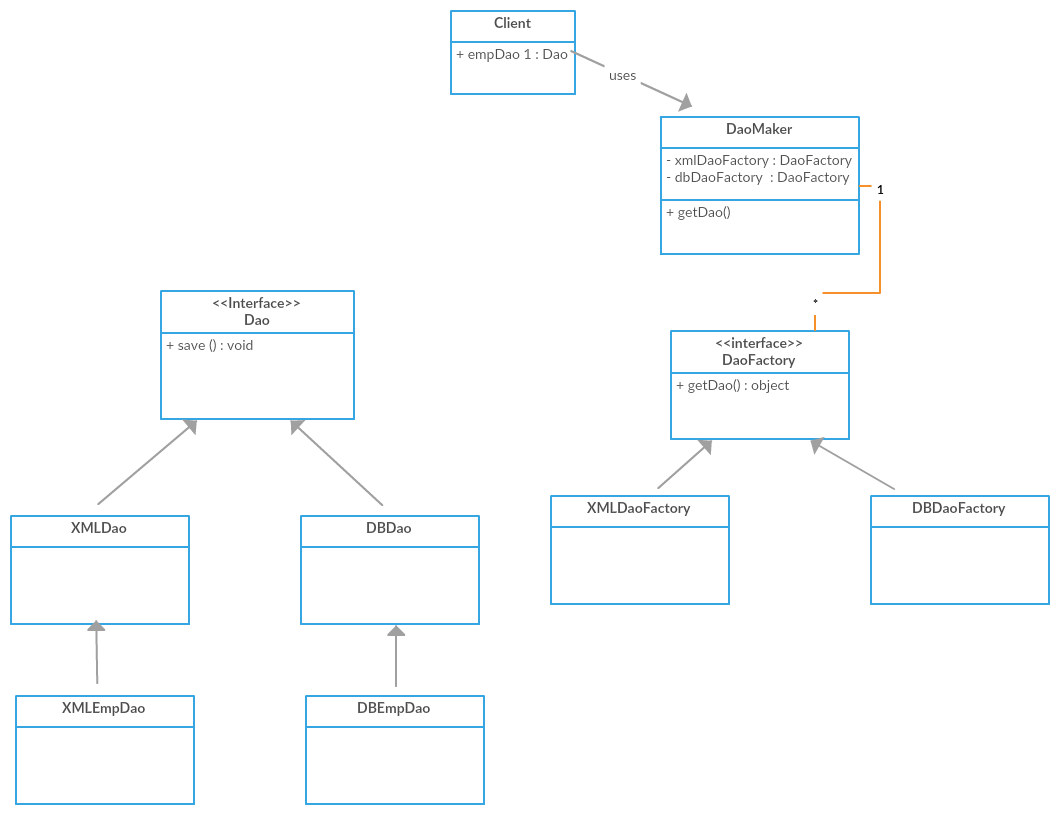 Client
+ empDao 1 : Dao
uses
DaoMaker
- xmlDaoFactory : DaoFactory
- dbDaoFactory  : DaoFactory
1
+ getDao()
*
<<Interface>>
Dao
+ save () : void
<<interface>>
DaoFactory
+ getDao() : object
XMLDao
DBDao
XMLDaoFactory
DBDaoFactory
XMLEmpDao
DBEmpDao